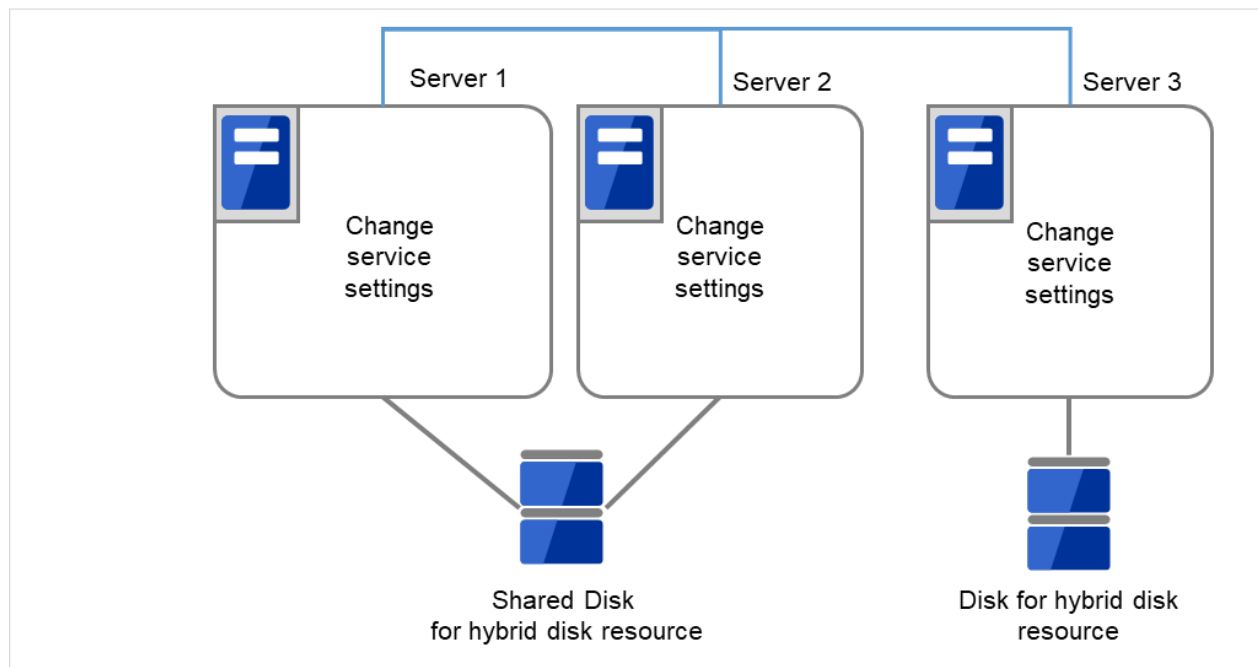 Server 1
Server 2
Server 3
Change
service
settings
Change
service
settings
Change
service
settings
Shared Disk
for hybrid disk resource
Disk for hybrid disk
resource